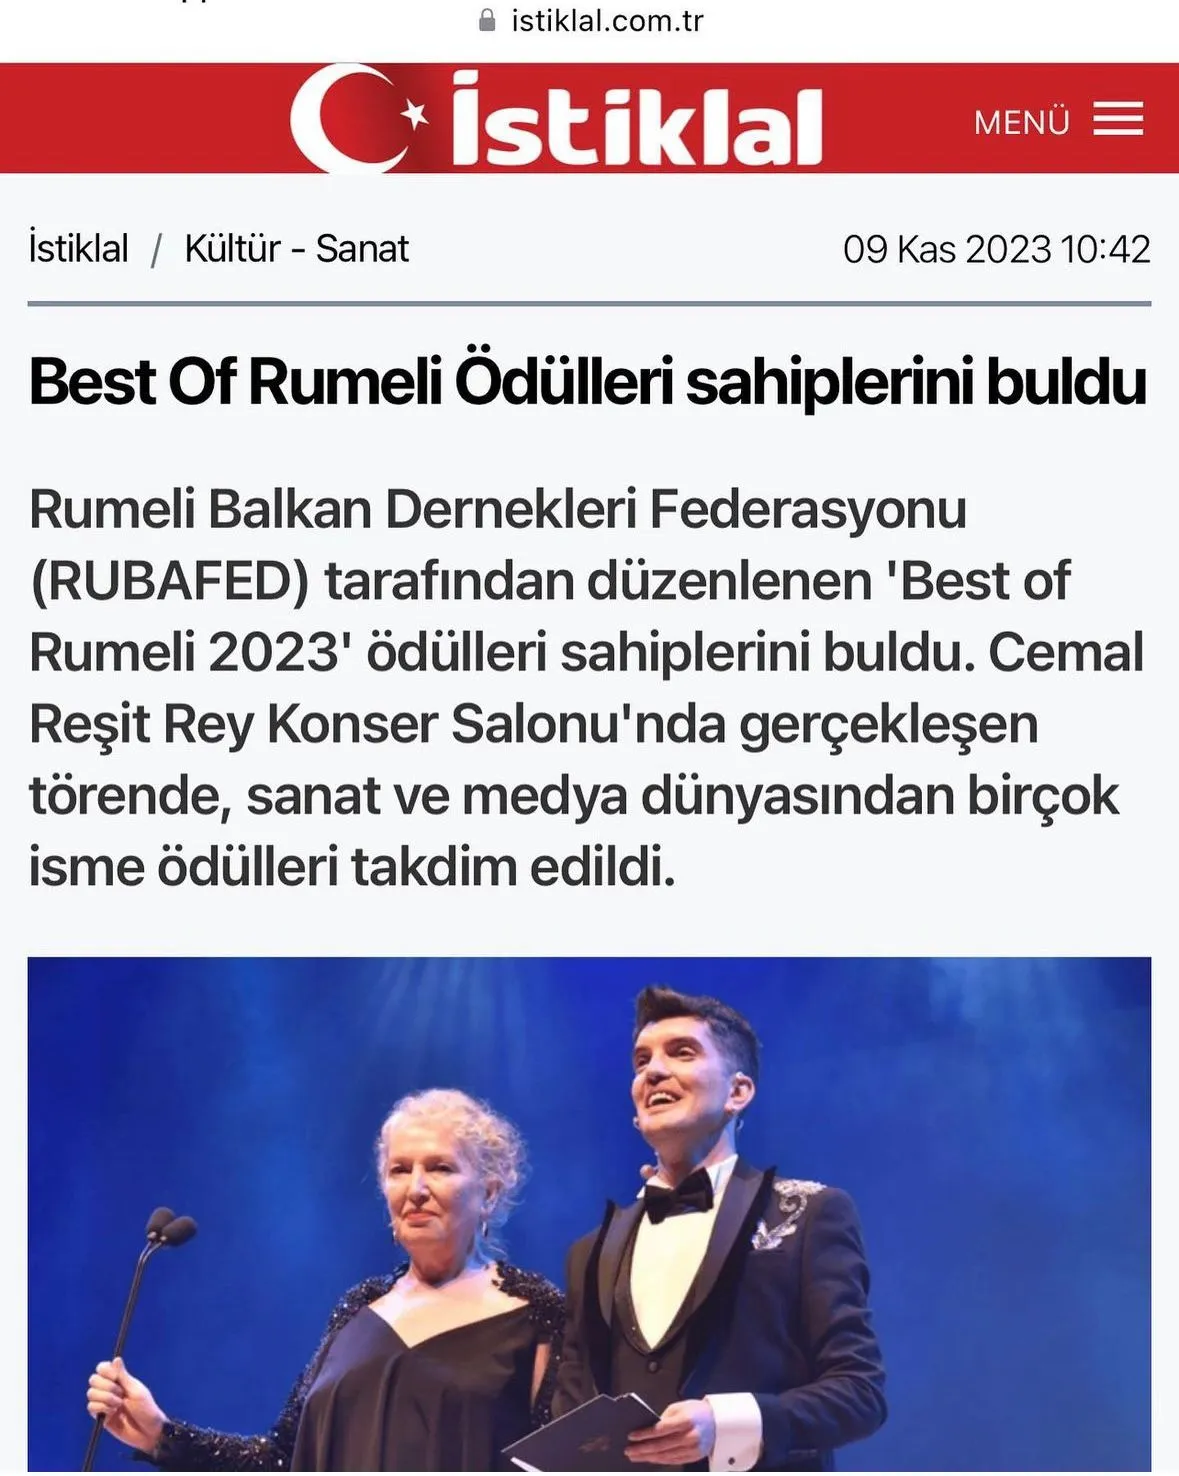 istiklal.com.tr
İstiklal
MENÜ
İstiklal / Kültür - Sanat
09 Kas 2023 10:42
Best Of Rumeli Ödülleri sahiplerini buldu
Rumeli Balkan Dernekleri Federasyonu
(RUBAFED) tarafından düzenlenen 'Best of
Rumeli 2023' ödülleri sahiplerini buldu. Cemal
Reşit Rey Konser Salonu'nda gerçekleşen
törende, sanat ve medya dünyasından birçok
isme ödülleri takdim edildi.